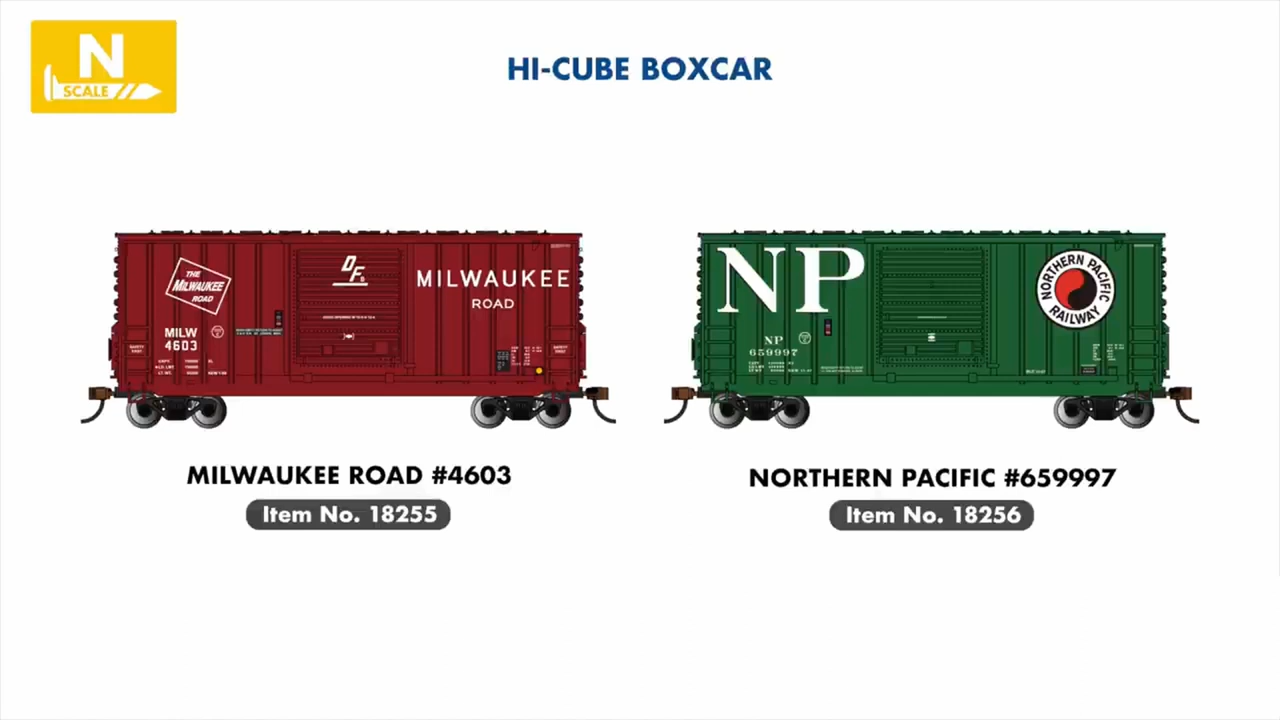 N
SCALE
HI-CUBE BOXCAR
THE
MILWAUKEE
ROAD
MILW
4603
DF
MILWAUKEE
ROAD
NP
NP
659997
NORTHERN PACIFIC
RAILWAY
MILWAUKEE ROAD #4603
Item No. 18255
NORTHERN PACIFIC #659997
Item No. 18256